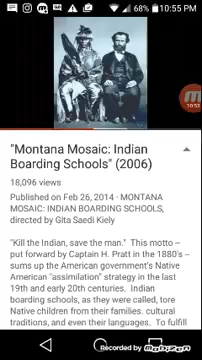 68% 10:55 PM
10:53
"Montana Mosaic: Indian
Boarding Schools" (2006)
18,096 views
Published on Feb 26, 2014 · MONTANA
MOSAIC: INDIAN BOARDING SCHOOLS,
directed by Gita Saedi Kiely
"Kill the Indian, save the man." This motto --
put forward by Captain H. Pratt in the 1880's --
sums up the American government's Native
American "assimilation" strategy in the last
19th and early 20th centuries. Indian
boarding schools, as they were called, tore
Native children from their families, cultural
traditions, and even their languages. To fulfill
Recorded by Mobizen